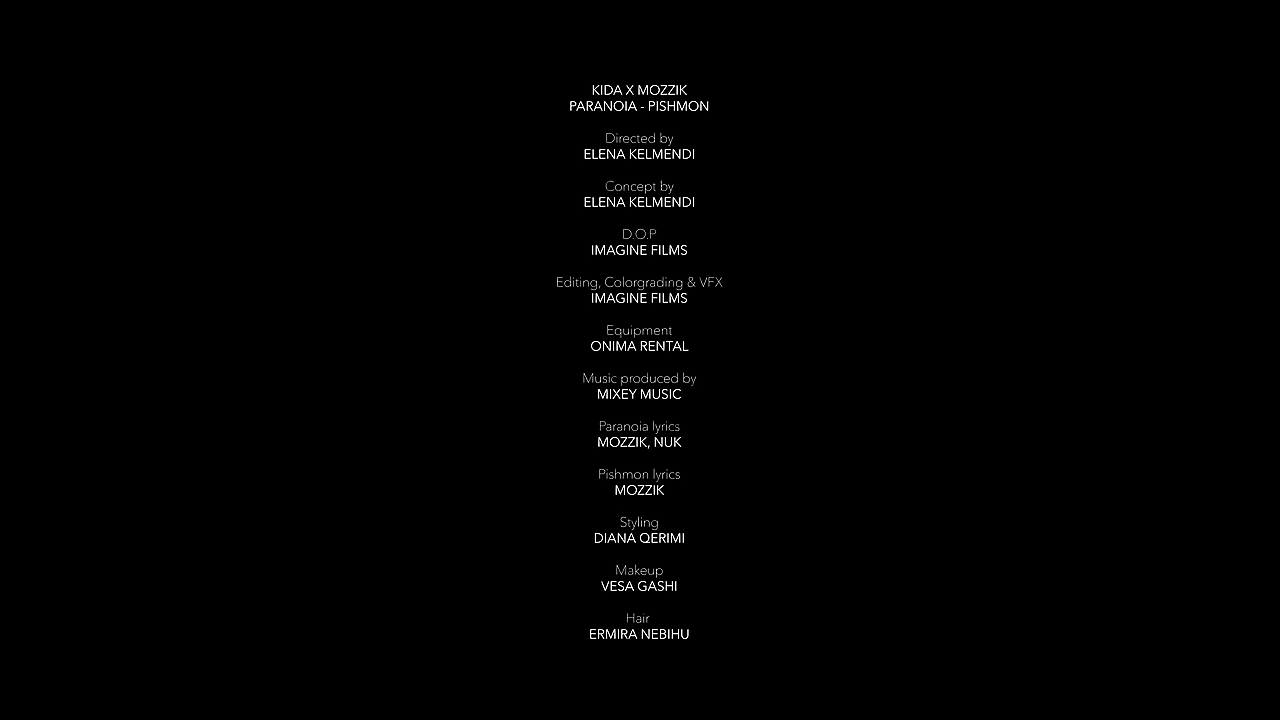 KIDA X MOZZIK
PARANOIA - PISHMON
Directed by
ELENA KELMENDI
Concept by
ELENA KELMENDI
D.O.P
IMAGINE FILMS
Editing, Colorgrading & VFX
IMAGINE FILMS
Equipment
ONIMA RENTAL
Music produced by
MIXEY MUSIC
Paranoia lyrics
MOZZIK, NUK
Pishmon lyrics
MOZZIK
Styling
DIANA QERIMI
Makeup
VESA GASHI
Hair
ERMIRA NEBIHU